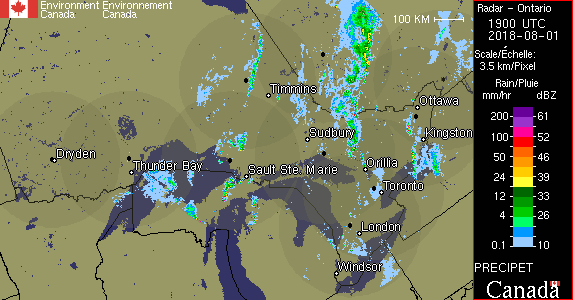 Environment Environnement
Canada Canada
100 KM
Timmins
Ottawa
Sudbury
Kingston
Dryden
Thunder Bay
Sault Ste. Marie
Orillia
Toronto
London
Windsor
Radar - Ontario
1900 UTC
2018-08-01
Scale/Échelle:
3.5 km/Pixel
Rain/Pluie
mm/hr dBZ
200 61
100 52
50 46
24 39
12 33
4 26
2 20
0.1 10
PRECIPET
Canada